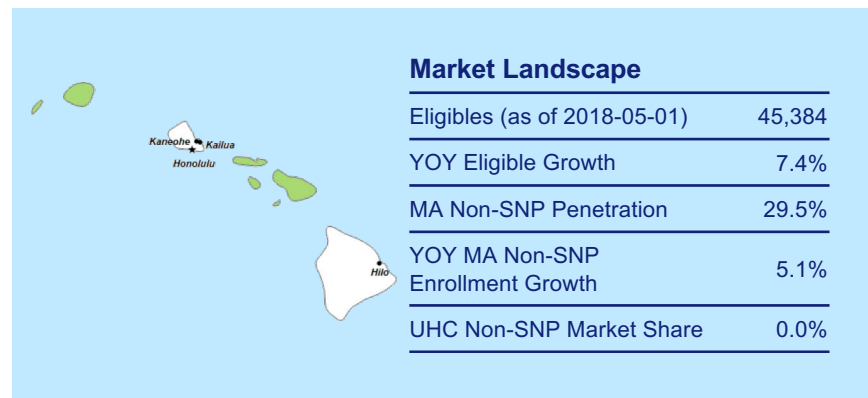 Kaneohe
Kailua
Honolulu
Hilo
Market Landscape
Eligibles (as of 2018-05-01) 45,384
YOY Eligible Growth 7.4%
MA Non-SNP Penetration 29.5%
YOY MA Non-SNP
Enrollment Growth 5.1%
UHC Non-SNP Market Share 0.0%